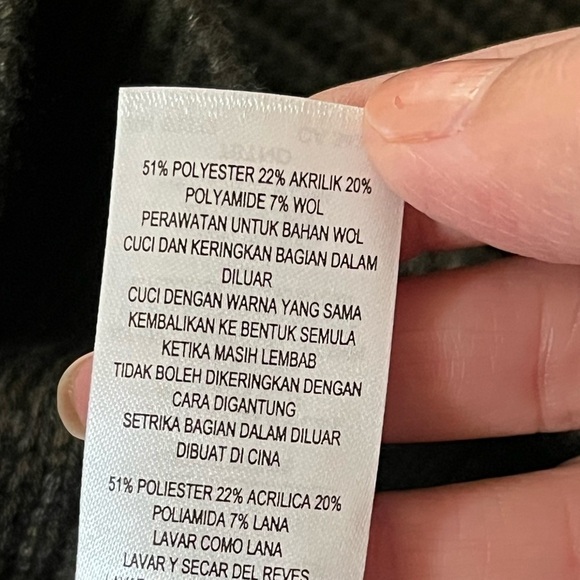 51% POLYESTER 22% AKRILIK 20%
POLYAMIDE 7% WOL
PERAWATAN UNTUK BAHAN WOL
CUCI DAN KERINGKAN BAGIAN DALAM
DILUAR
CUCI DENGAN WARNA YANG SAMA
KEMBALIKAN KE BENTUK SEMULA
KETIKA MASIH LEMBAB
TIDAK BOLEH DIKERINGKAN DENGAN
CARA DIGANTUNG
SETRIKA BAGIAN DALAM DILUAR
DIBUAT DI CINA
51% POLIESTER 22% ACRILICA 20%
POLIAMIDA 7% LANA
LAVAR COMO LANA
LAVAR Y SECAR DEL REVES